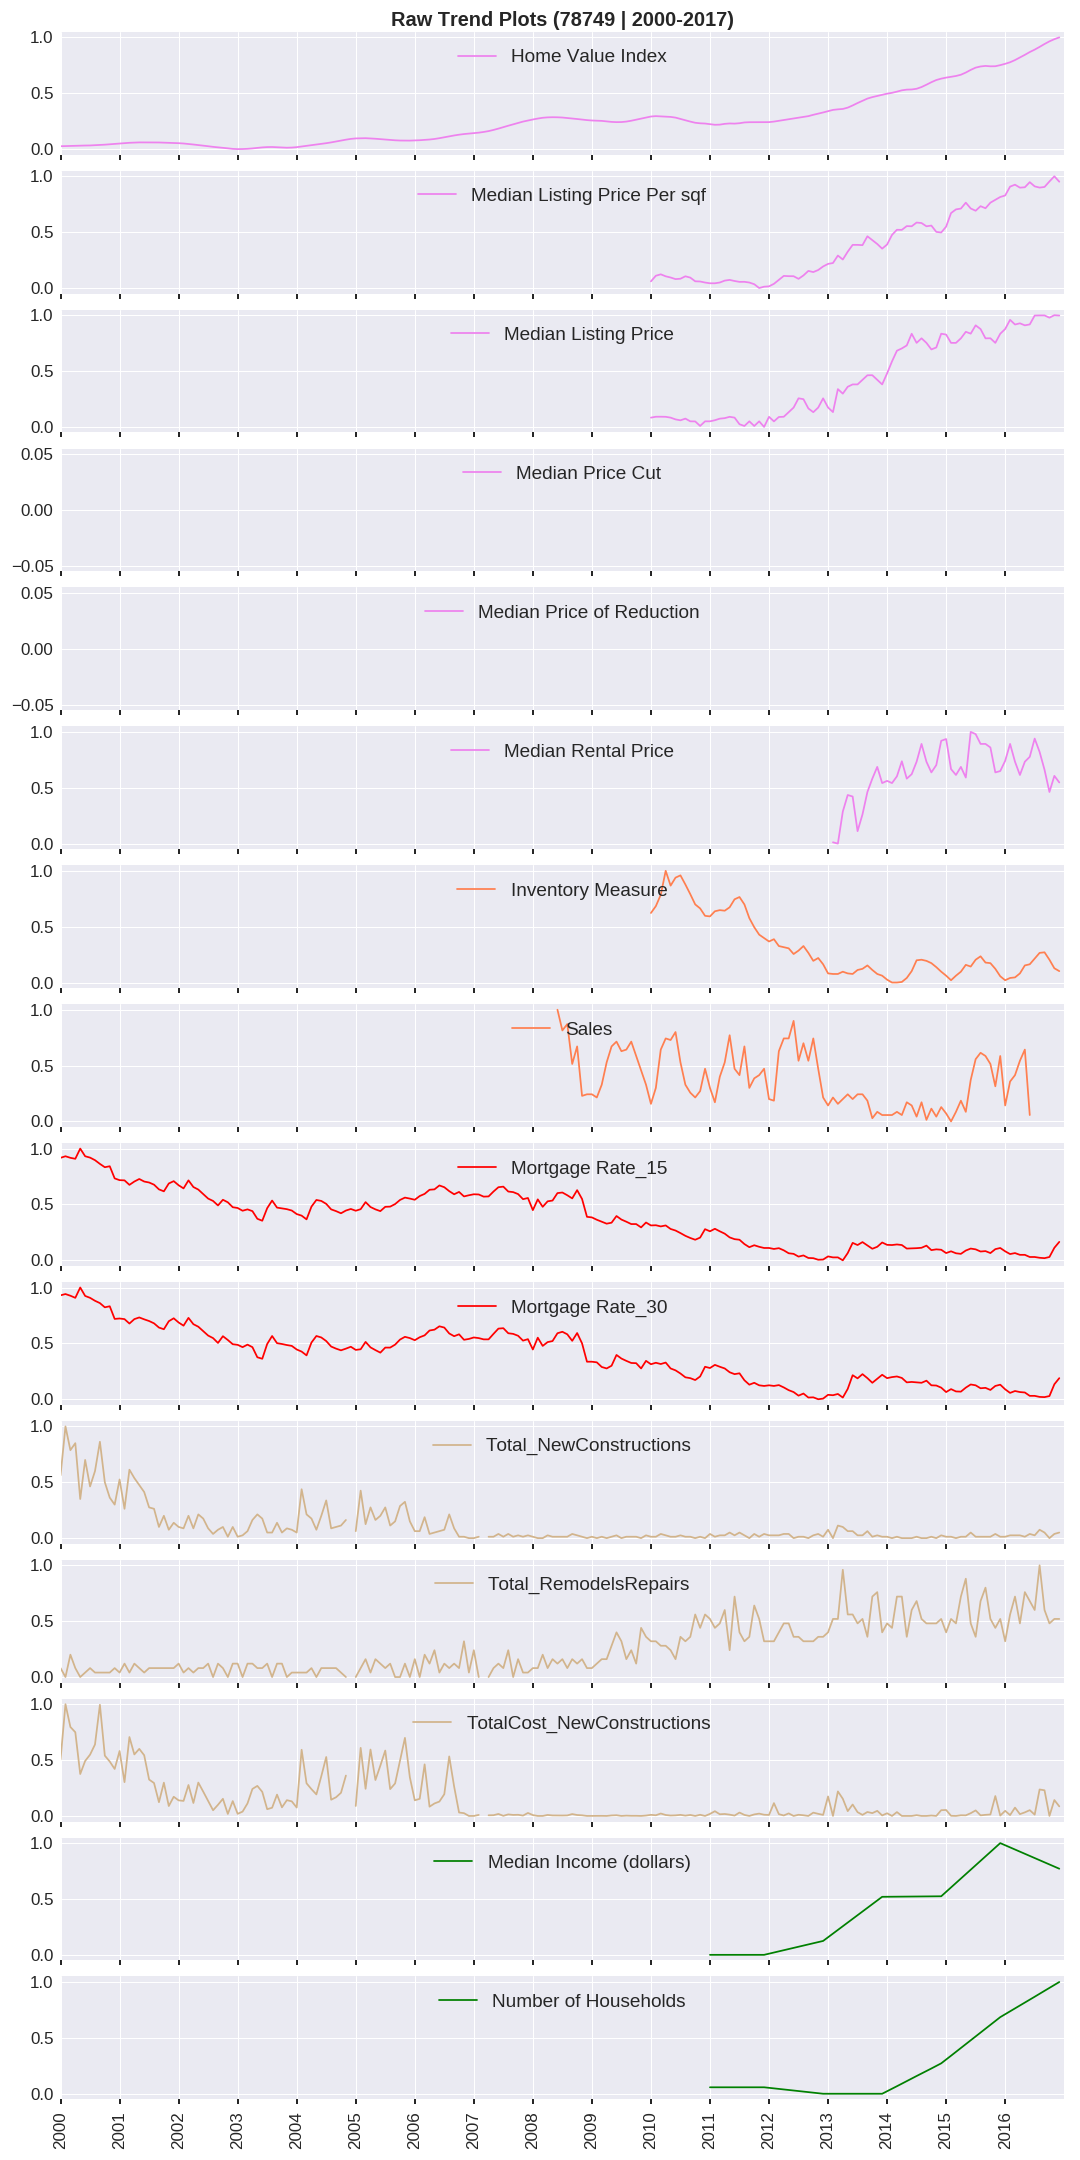 Raw Trend Plots (78749 | 2000-2017)
1.0
Home Value Index
0.5
0.0
1.0
Median Listing Price Per sqf
0.5
0.0
1.0
Median Listing Price
0.5
0.0
0.05
Median Price Cut
0.00
−0.05
0.05
Median Price of Reduction
0.00
−0.05
1.0
Median Rental Price
0.5
0.0
1.0
Inventory Measure
0.5
0.0
1.0
Sales
0.5
0.0
1.0
Mortgage Rate_15
0.5
0.0
1.0
Mortgage Rate_30
0.5
0.0
1.0
Total_NewConstructions
0.5
0.0
1.0
Total_RemodelsRepairs
0.5
0.0
1.0
TotalCost_NewConstructions
0.5
0.0
1.0
Median Income (dollars)
0.5
0.0
1.0
Number of Households
0.5
0.0
2000 2001 2002 2003 2004 2005 2006 2007 2008 2009 2010 2011 2012 2013 2014 2015 2016